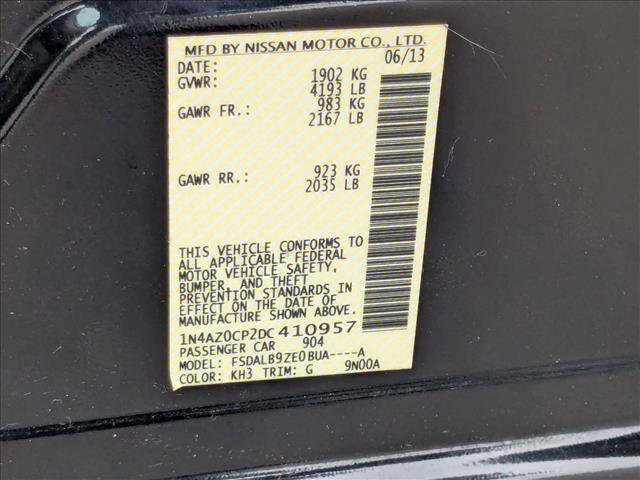 MFD BY NISSAN MOTOR CO., LTD.
DATE: 06/13
GVWR: 1902 KG
4193 LB
GAWR FR.: 983 KG
2167 LB
GAWR RR.: 923 KG
2035 LB
THIS VEHICLE CONFORMS TO
ALL APPLICABLE FEDERAL
MOTOR VEHICLE SAFETY,
BUMPER, AND THEFT
PREVENTION STANDARDS IN
EFFECT ON THE DATE OF
MANUFACTURE SHOWN ABOVE.
1N4AZ0CP2DC410957
PASSENGER CAR 904
MODEL: FSDALB9ZE0BUA----A
COLOR: KH3 TRIM: G 9N00A